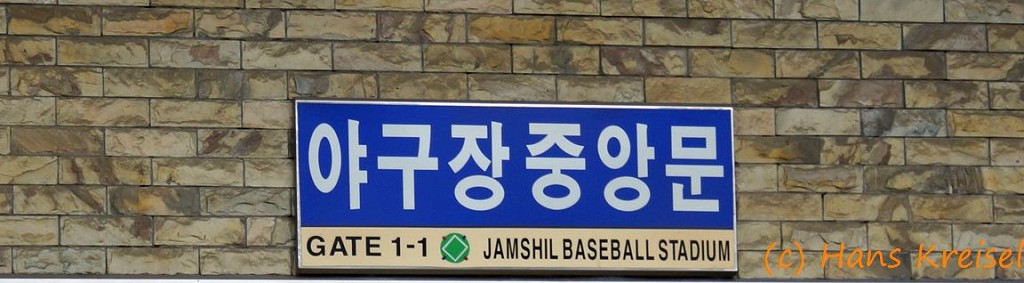 야구장중앙문
GATE 1-1 JAMSHIL BASEBALL STADIUM
(c) Hans Kreisel